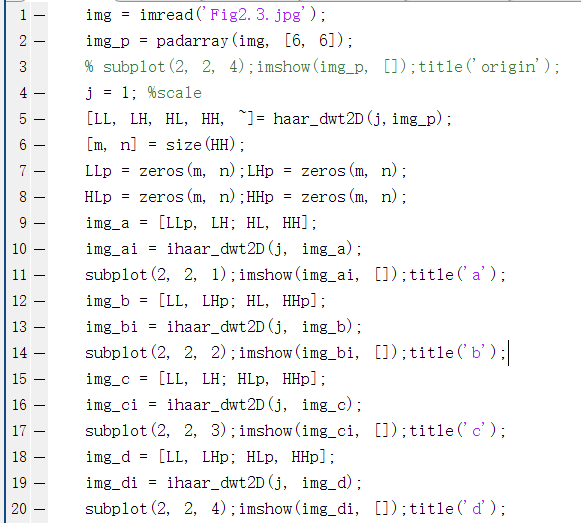 1 — img = imread('Fig2.3.jpg');
2 — img_p = padarray(img, [6, 6]);
3 % subplot(2, 2, 4);imshow(img_p, []);title('origin');
4 — j = 1; %scale
5 — [LL, LH, HL, HH, ~]= haar_dwt2D(j,img_p);
6 — [m, n] = size(HH);
7 — LLp = zeros(m, n);LHp = zeros(m, n);
8 — HLp = zeros(m, n);HHp = zeros(m, n);
9 — img_a = [LLp, LH; HL, HH];
10 — img_ai = ihaar_dwt2D(j, img_a);
11 — subplot(2, 2, 1);imshow(img_ai, []);title('a');
12 — img_b = [LL, LHp; HL, HHp];
13 — img_bi = ihaar_dwt2D(j, img_b);
14 — subplot(2, 2, 2);imshow(img_bi, []);title('b');
15 — img_c = [LL, LH; HLp, HHp];
16 — img_ci = ihaar_dwt2D(j, img_c);
17 — subplot(2, 2, 3);imshow(img_ci, []);title('c');
18 — img_d = [LL, LHp; HLp, HHp];
19 — img_di = ihaar_dwt2D(j, img_d);
20 — subplot(2, 2, 4);imshow(img_di, []);title('d');